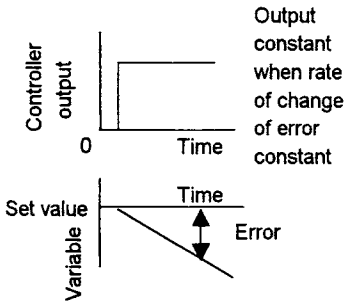 Output
constant
when rate
of change
of error
constant
Controller
output
0
Time
Time
Set value
Error
Variable